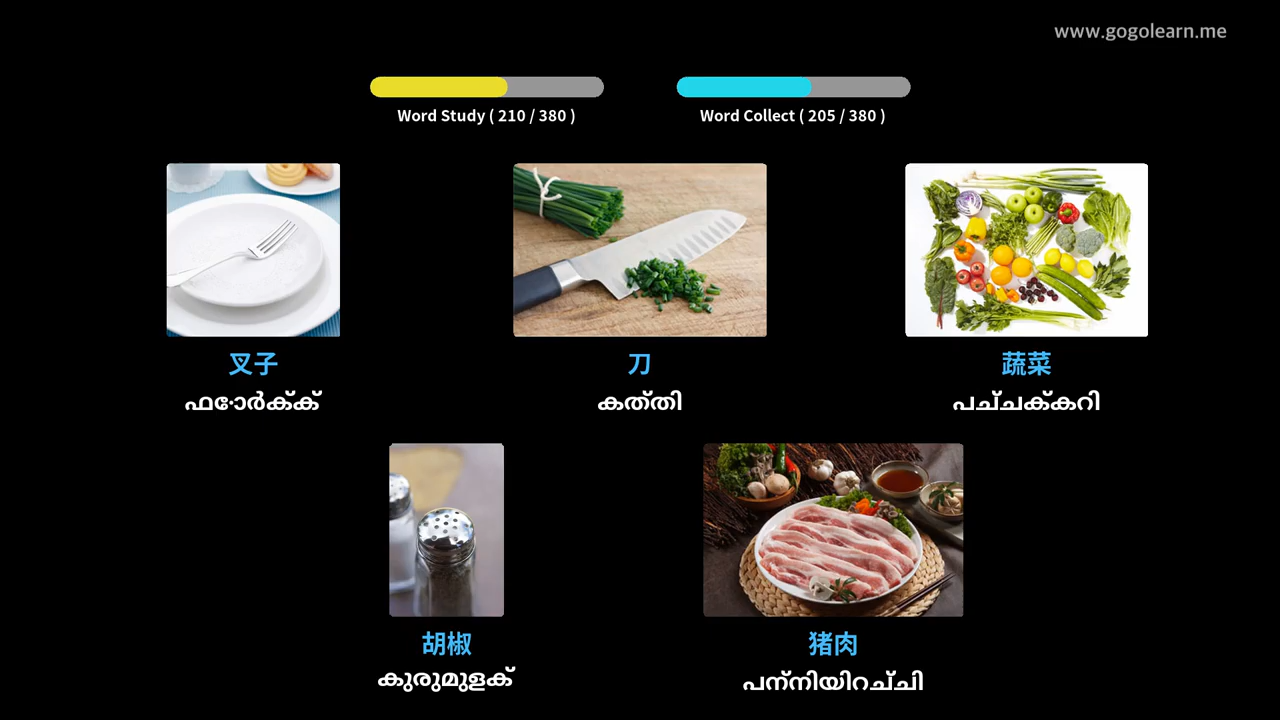 www.gogolearn.me
Word Study ( 210 / 380 )
Word Collect ( 205 / 380 )
叉子
刀
蔬菜
ഫോർക്ക്
കത്തി
പച്ചക്കറി
胡椒
猪肉
കുരുമുളക്
പന്നിയിറച്ചി